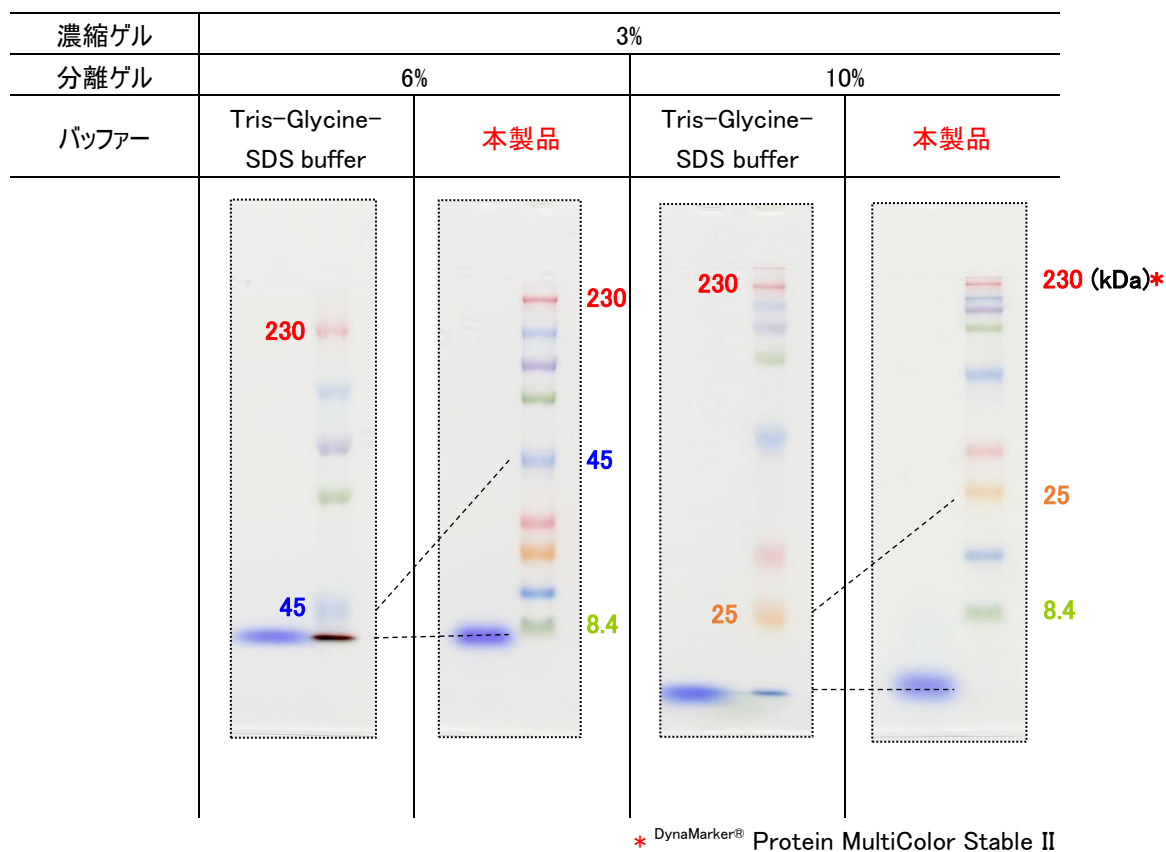 濃縮ゲル 3%
分離ゲル 6% 10%
バッファー Tris-Glycine-SDS buffer 本製品 Tris-Glycine-SDS buffer 本製品
230 230 230 230 (kDa)*
45 45 25 25
8.4 8.4
* DynaMarker® Protein MultiColor Stable II